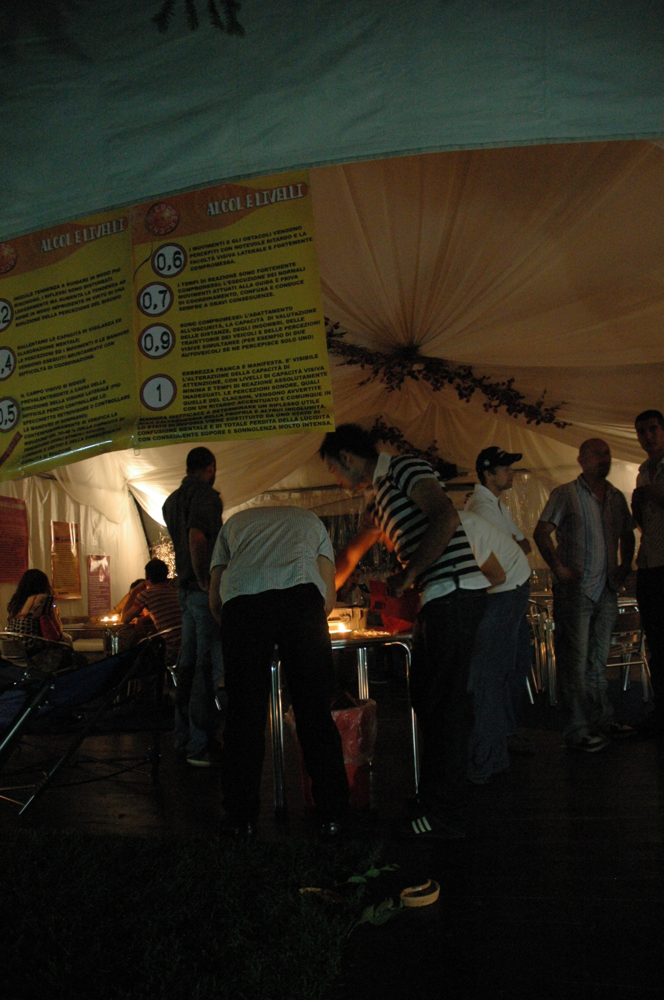 ALCOL E LIVELLI
INIZIALE TENDENZA A GUIDARE IN MODO PIÙ
RISCHIOSO, I RIFLESSI SONO DISTURBATI
LEGGERMENTE MA AUMENTA LA TENDENZA AD
AGIRE IN MODO IMPRUDENTE IN VIRTÙ DI UNA
RIDUZIONE DELLA PERCEZIONE DEL RISCHIO
RALLENTANO LE CAPACITÀ DI VIGILANZA ED
ELABORAZIONE MENTALE;
LE PERCEZIONI ED I MOVIMENTI O LE MANOVRE
VENGONO ESEGUITI BRUSCAMENTE CON
DIFFICOLTÀ DI COORDINAZIONE.
0,5
IL CAMPO VISIVO SI RIDUCE
PREVALENTEMENTE A CAUSA DELLA
RIDUZIONE DELLA VISIONE LATERALE (PIÙ
DIFFICILE PERCIÒ CONTROLLARE LO
SPECCHIETTO RETROVISORE O CONTROLLARE
LE MANOVRE DI SORPASSO);
CONTEMPORANEAMENTE SI VERIFICA LA
ALCOL E LIVELLI
0,6
I MOVIMENTI E GLI OSTACOLI VENGONO
PERCEPITI CON NOTEVOLE RITARDO E LA
FACOLTÀ VISIVA LATERALE È FORTEMENTE
COMPROMESSA.
0,7
I TEMPI DI REAZIONE SONO FORTEMENTE
COMPROMESSI; L'ESECUZIONE DEI NORMALI
MOVIMENTI ATTUATI ALLA GUIDA È PRIVA
DI COORDINAMENTO, CONFUSA E CONDUCE
SEMPRE A GRAVI CONSEGUENZE.
0,9
SONO COMPROMESSI: L'ADATTAMENTO
ALL'OSCURITÀ, LA CAPACITÀ DI VALUTAZIONE
DELLE DISTANZE, DEGLI INGOMBRI, DELLE
TRAIETTORIE DEI VEICOLI E DELLE PERCEZIONI
VISIVE SIMULTANEE (PER ESEMPIO DI DUE
AUTOVEICOLI SE NE PERCEPISCE SOLO UNO)
1
EBBREZZA FRANCA E MANIFESTA. E' VISIBILE
L'ALTERAZIONE DELLA CAPACITÀ DI
ATTENZIONE, CON LIVELLI DI CAPACITÀ VISIVA
MINIMA E TEMPI DI REAZIONE ASSOLUTAMENTE
INADEGUATI. LE PERCEZIONI SONORE, QUALI
QUELLE DEL CLACSON, VENGONO AVVERTITE
CON UN RITARDO ACCENTUATO E COMUNQUE IN
MANIERA INEFFICACE A DETERMINARE UN RIFLESSO UTILE
ALLA SALVAGUARDIA DELLA PROPRIA E ALTRUI INCOLUMITÀ.
LO STATO DI EUFORIA VIENE SOSTITUITO DA UNO STATO DI
CONFUSIONE MENTALE E DI TOTALE PERDITA DELLA LUCIDITÀ
CON CONSEGUENTE SOPORE E SONNOLENZA MOLTO INTENSA.